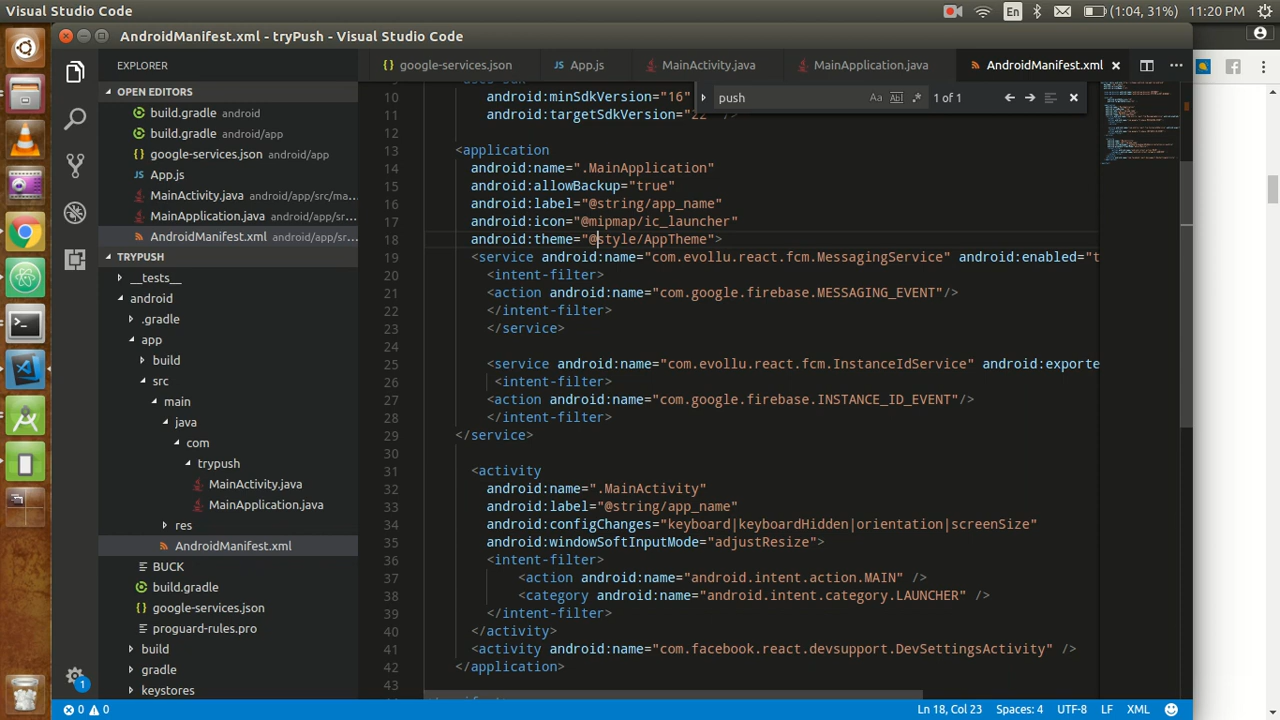 Visual Studio Code
En
(1:04, 31%)
11:20 PM
AndroidManifest.xml - tryPush - Visual Studio Code
EXPLORER
google-services.json
App.js
MainActivity.java
MainApplication.java
AndroidManifest.xml
push
Aa
Abl
.*
1 of 1
OPEN EDITORS
build.gradle android
build.gradle android/app
google-services.json android/app
App.js
MainActivity.java android/app/src/ma...
MainApplication.java android/app/src...
AndroidManifest.xml android/app/sr...
TRYPUSH
__tests__
android
.gradle
app
build
src
main
java
com
trypush
MainActivity.java
MainApplication.java
res
AndroidManifest.xml
BUCK
build.gradle
google-services.json
proguard-rules.pro
build
gradle
keystores
10 android:minSdkVersion="16"
11 android:targetSdkVersion="22" />
12
13 <application
14 android:name=".MainApplication"
15 android:allowBackup="true"
16 android:label="@string/app_name"
17 android:icon="@mipmap/ic_launcher"
18 android:theme="@style/AppTheme">
19 <service android:name="com.evollu.react.fcm.MessagingService" android:enabled="t
20 <intent-filter>
21 <action android:name="com.google.firebase.MESSAGING_EVENT"/>
22 </intent-filter>
23 </service>
24
25 <service android:name="com.evollu.react.fcm.InstanceIdService" android:exporte
26 <intent-filter>
27 <action android:name="com.google.firebase.INSTANCE_ID_EVENT"/>
28 </intent-filter>
29 </service>
30
31 <activity
32 android:name=".MainActivity"
33 android:label="@string/app_name"
34 android:configChanges="keyboard|keyboardHidden|orientation|screenSize"
35 android:windowSoftInputMode="adjustResize">
36 <intent-filter>
37 <action android:name="android.intent.action.MAIN" />
38 <category android:name="android.intent.category.LAUNCHER" />
39 </intent-filter>
40 </activity>
41 <activity android:name="com.facebook.react.devsupport.DevSettingsActivity" />
42 </application>
43
1
0
0
Ln 18, Col 23
Spaces: 4
UTF-8
LF
XML